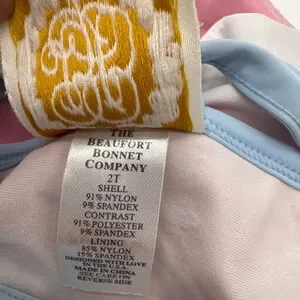 THE
BEAUFORT
BONNET
COMPANY
2T
SHELL
91% NYLON
9% SPANDEX
CONTRAST
91% POLYESTER
9% SPANDEX
LINING
85% NYLON
15% SPANDEX
DESIGNED WITH LOVE
IN THE U.S.A.
MADE IN CHINA
SEE CARE ON
REVERSE SIDE